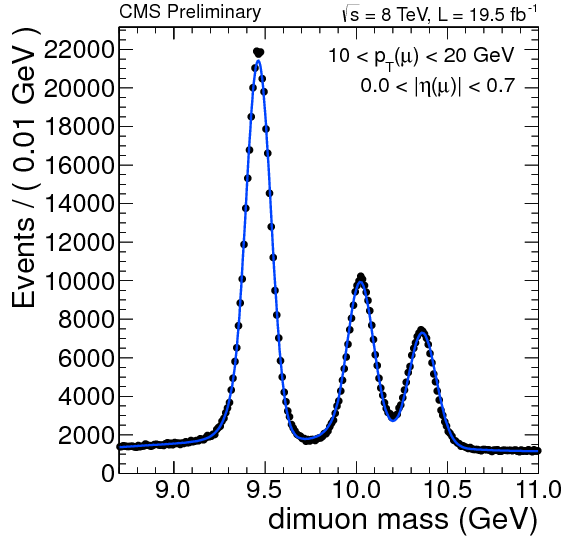 CMS Preliminary
√s = 8 TeV, L = 19.5 fb⁻¹
10 < p_T(μ) < 20 GeV
0.0 < |η(μ)| < 0.7
Events / ( 0.01 GeV )
22000
20000
18000
16000
14000
12000
10000
8000
6000
4000
2000
0
9.0 9.5 10.0 10.5 11.0
dimuon mass (GeV)